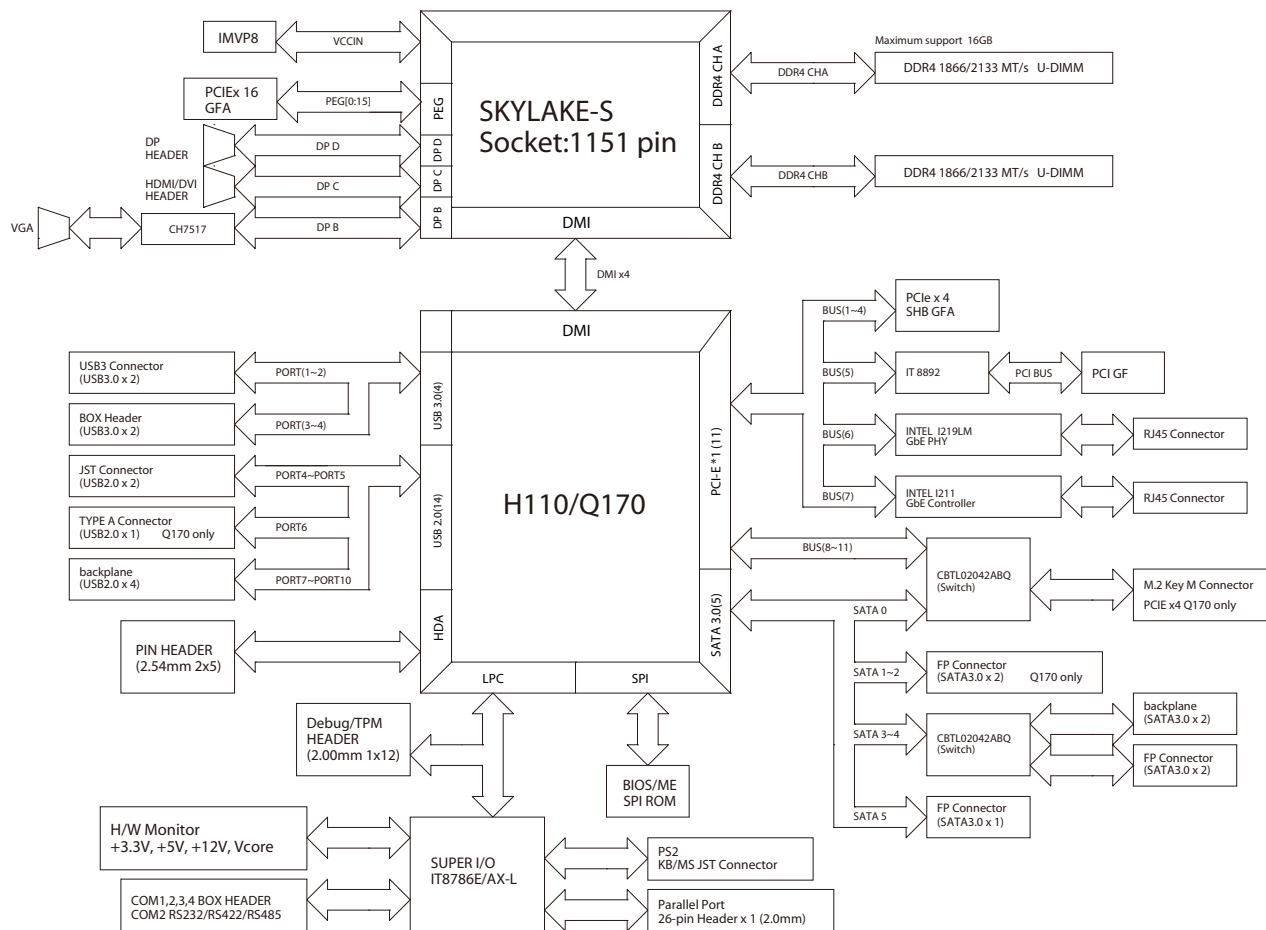 IMVP8
VCCIN
PCIEx 16
GFA
PEG[0:15]
PEG
DP
HEADER
DP D
DP D
HDMI/DVI
HEADER
DP C
DP C
VGA
CH7517
DP B
DP B
SKYLAKE-S
Socket:1151 pin
DMI
DDR4 CH A
DDR4 CH B
DDR4 CHA
DDR4 CHB
Maximum support 16GB
DDR4 1866/2133 MT/s U-DIMM
DDR4 1866/2133 MT/s U-DIMM
DMI x4
DMI
H110/Q170
USB 3.0(4)
USB 2.0(14)
HDA
LPC
SPI
PCI-E *1 (11)
SATA 3.0(5)
USB3 Connector
(USB3.0 x 2)
PORT(1~2)
BOX Header
(USB3.0 x 2)
PORT(3~4)
JST Connector
(USB2.0 x 2)
PORT4~PORT5
TYPE A Connector
(USB2.0 x 1) Q170 only
PORT6
backplane
(USB2.0 x 4)
PORT7~PORT10
PIN HEADER
(2.54mm 2x5)
BUS(1~4)
PCIe x 4
SHB GFA
BUS(5)
IT 8892
PCI BUS
PCI GF
BUS(6)
INTEL I219LM
GbE PHY
RJ45 Connector
BUS(7)
INTEL I211
GbE Controller
RJ45 Connector
BUS(8~11)
CBTL02042ABQ
(Switch)
M.2 Key M Connector
PCIE x4 Q170 only
SATA 0
SATA 1~2
FP Connector
(SATA3.0 x 2) Q170 only
SATA 3~4
CBTL02042ABQ
(Switch)
backplane
(SATA3.0 x 2)
FP Connector
(SATA3.0 x 2)
SATA 5
FP Connector
(SATA3.0 x 1)
Debug/TPM
HEADER
(2.00mm 1x12)
BIOS/ME
SPI ROM
H/W Monitor
+3.3V, +5V, +12V, Vcore
SUPER I/O
IT8786E/AX-L
PS2
KB/MS JST Connector
COM1,2,3,4 BOX HEADER
COM2 RS232/RS422/RS485
Parallel Port
26-pin Header x 1 (2.0mm)